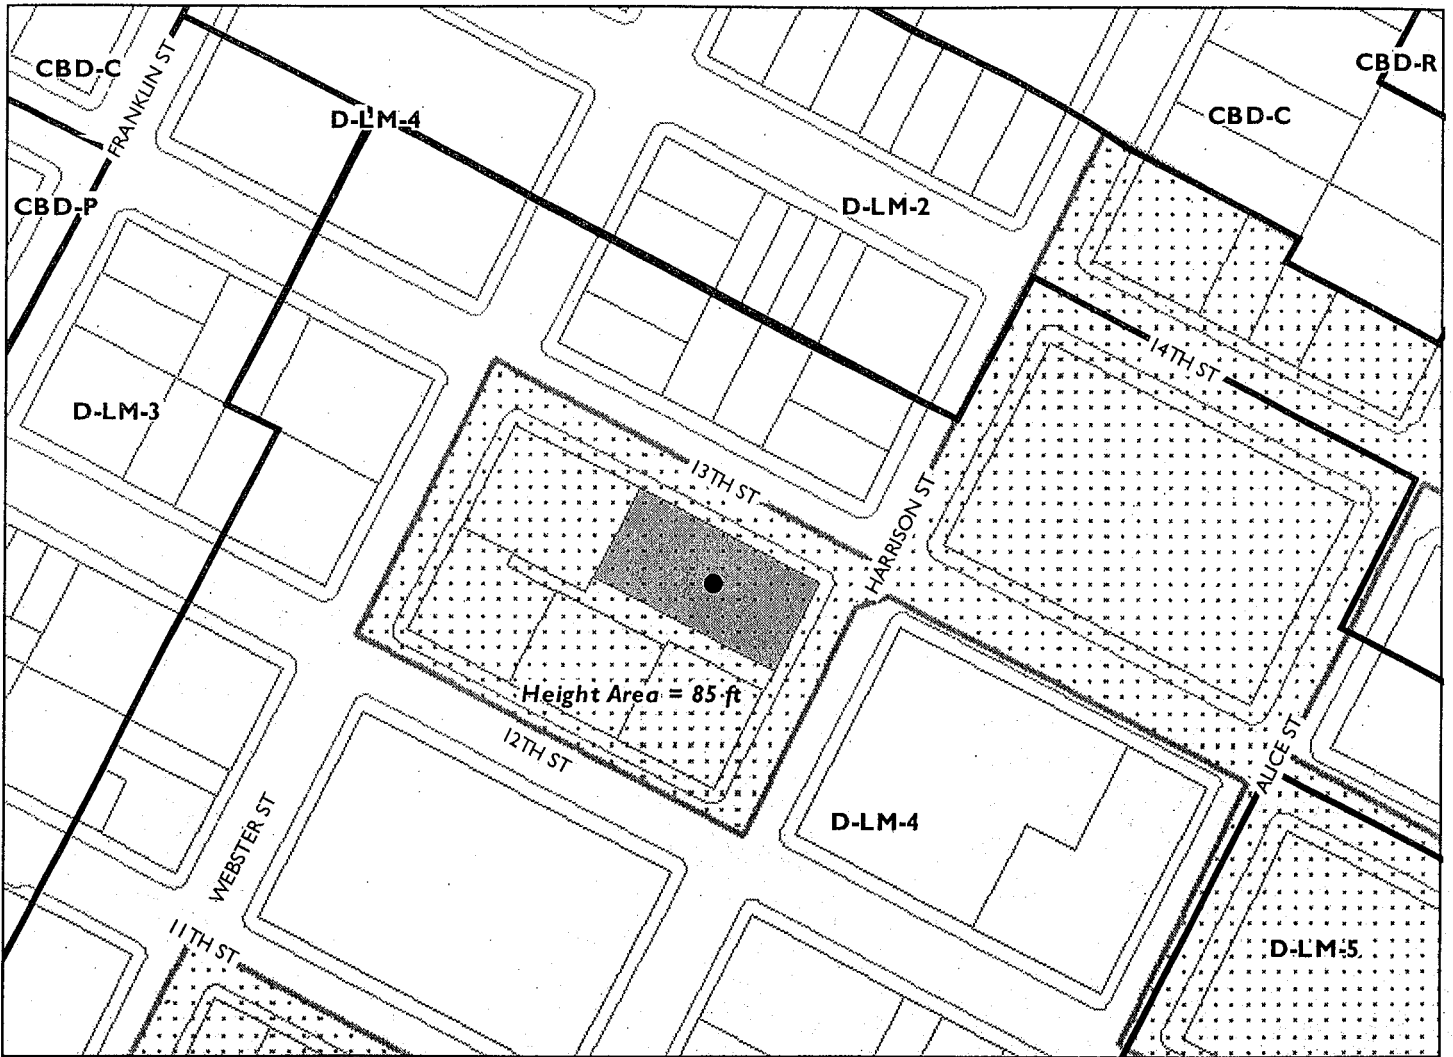 CBD-C
FRANKLIN ST
CBD-R
D-LM-4
CBD-C
CBD-P
D-LM-2
14TH ST
D-LM-3
13TH ST
HARRISON ST
Height Area = 85 ft
12TH ST
ALICE ST
D-LM-4
WEBSTER ST
11TH ST
D-LM-5